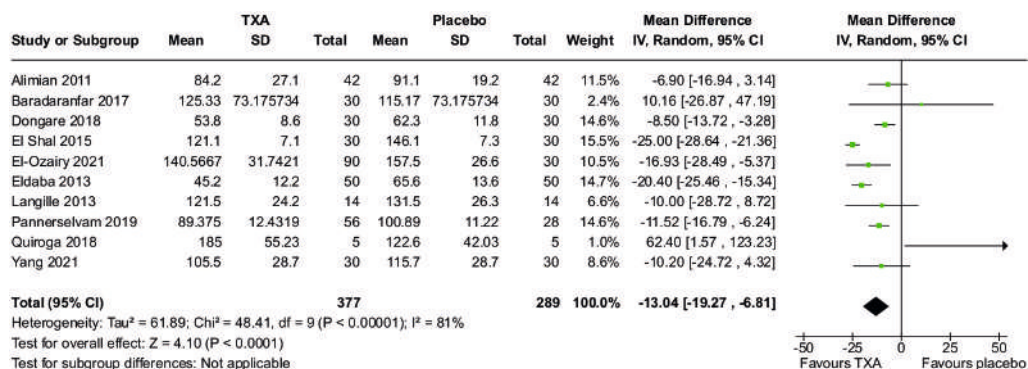 TXA Placebo Mean Difference Mean Difference
Study or Subgroup Mean SD Total Mean SD Total Weight IV, Random, 95% CI IV, Random, 95% CI
Alimian 2011 84.2 27.1 42 91.1 19.2 42 11.5% -6.90 [-16.94 , 3.14]
Baradaranfar 2017 125.33 73.175734 30 115.17 73.175734 30 2.4% 10.16 [-26.87 , 47.19]
Dongare 2018 53.8 8.6 30 62.3 11.8 30 14.6% -8.50 [-13.72 , -3.28]
El Shal 2015 121.1 7.1 30 146.1 7.3 30 15.5% -25.00 [-28.64 , -21.36]
El-Ozairy 2021 140.5667 31.7421 90 157.5 26.6 30 10.5% -16.93 [-28.49 , -5.37]
Eldaba 2013 45.2 12.2 50 65.6 13.6 50 14.7% -20.40 [-25.46 , -15.34]
Langille 2013 121.5 24.2 14 131.5 26.3 14 6.5% -10.00 [-28.72 , 8.72]
Pannerselvam 2019 89.375 12.4319 56 100.89 11.22 28 14.6% -11.52 [-16.79 , -6.24]
Quiroga 2018 185 55.23 5 122.6 42.03 5 1.0% 62.40 [1.57 , 123.23]
Yang 2021 105.5 28.7 30 115.7 28.7 30 8.6% -10.20 [-24.72 , 4.32]
Total (95% CI) 377 289 100.0% -13.04 [-19.27 , -6.81]
Heterogeneity: Tau² = 61.89; Chi² = 48.41, df = 9 (P < 0.00001); I² = 81%
Test for overall effect: Z = 4.10 (P < 0.0001)
Test for subgroup differences: Not applicable
-50 -25 0 25 50
Favours TXA Favours placebo